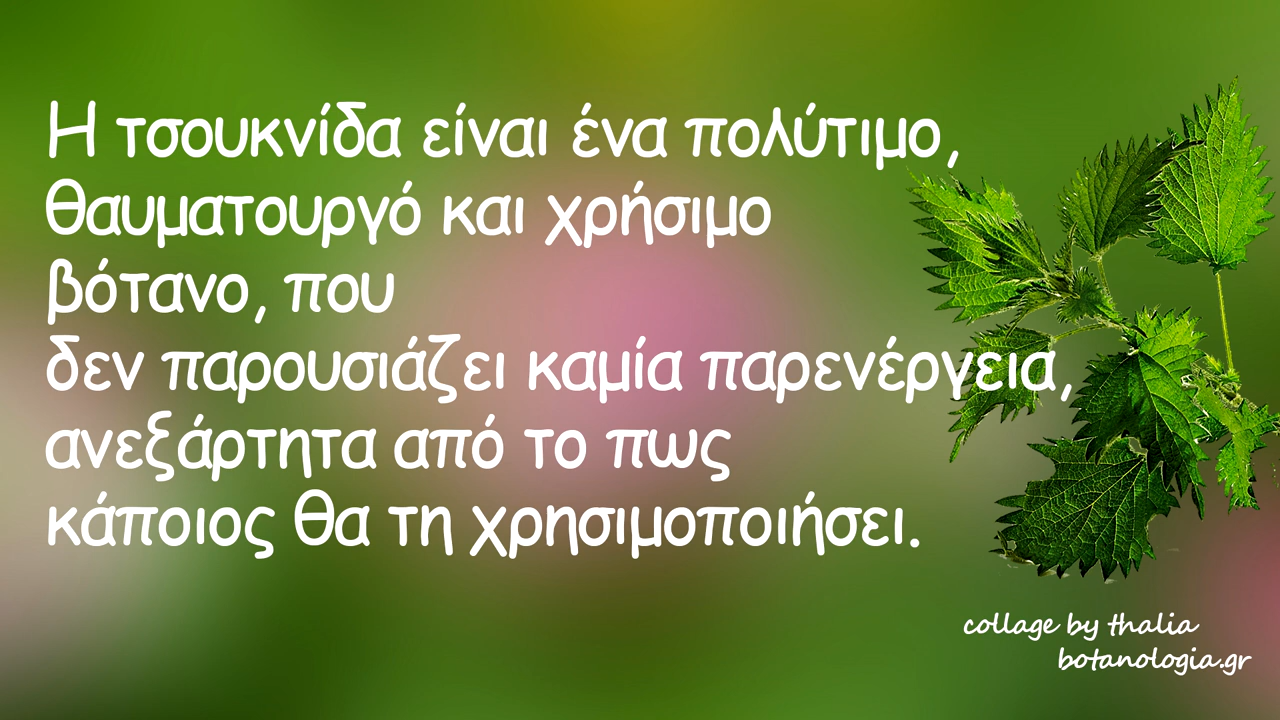 Η τσουκνίδα είναι ένα πολύτιμο,
θαυματουργό και χρήσιμο
βότανο, που
δεν παρουσιάζει καμία παρενέργεια,
ανεξάρτητα από το πως
κάποιος θα τη χρησιμοποιήσει.
collage by thalia
botanologia.gr